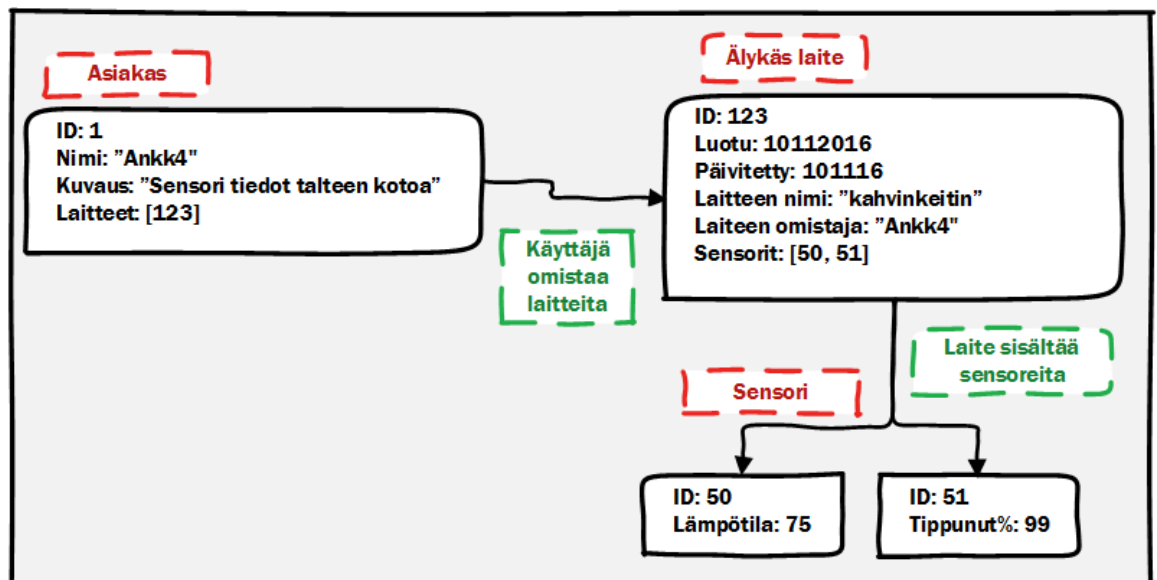 Asiakas
ID: 1
Nimi: ”Ankk4"
Kuvaus: ”Sensori tiedot talteen kotoa”
Laitteet: [123]
Käyttäjä
omistaa
laitteita
Älykäs laite
ID: 123
Luotu: 10112016
Päivitetty: 101116
Laitteen nimi: ”kahvinkeitin”
Laiteen omistaja: ”Ankk4"
Sensorit: [50, 51]
Laite sisältää
sensoreita
Sensori
ID: 50
Lämpötila: 75
ID: 51
Tippunut%: 99